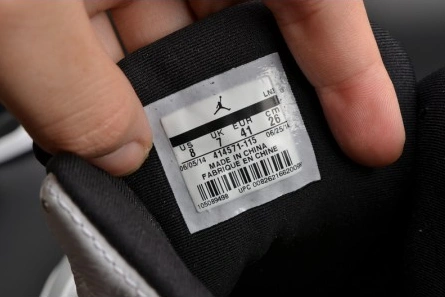 LN3
US UK EUR cm
8 7 41 26
06/05/14 414571-115 06/25/14
MADE IN CHINA
FABRIQUE EN CHINE
105089498 UPC